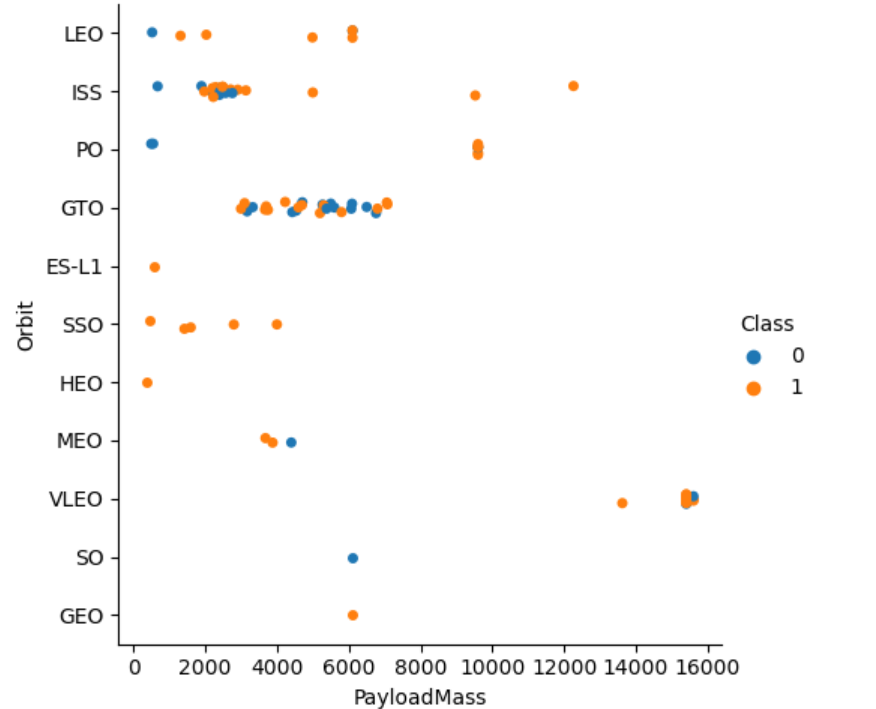 LEO
ISS
PO
GTO
ES-L1
SSO
HEO
MEO
VLEO
SO
GEO
Orbit
0 2000 4000 6000 8000 10000 12000 14000 16000
PayloadMass
Class
0
1